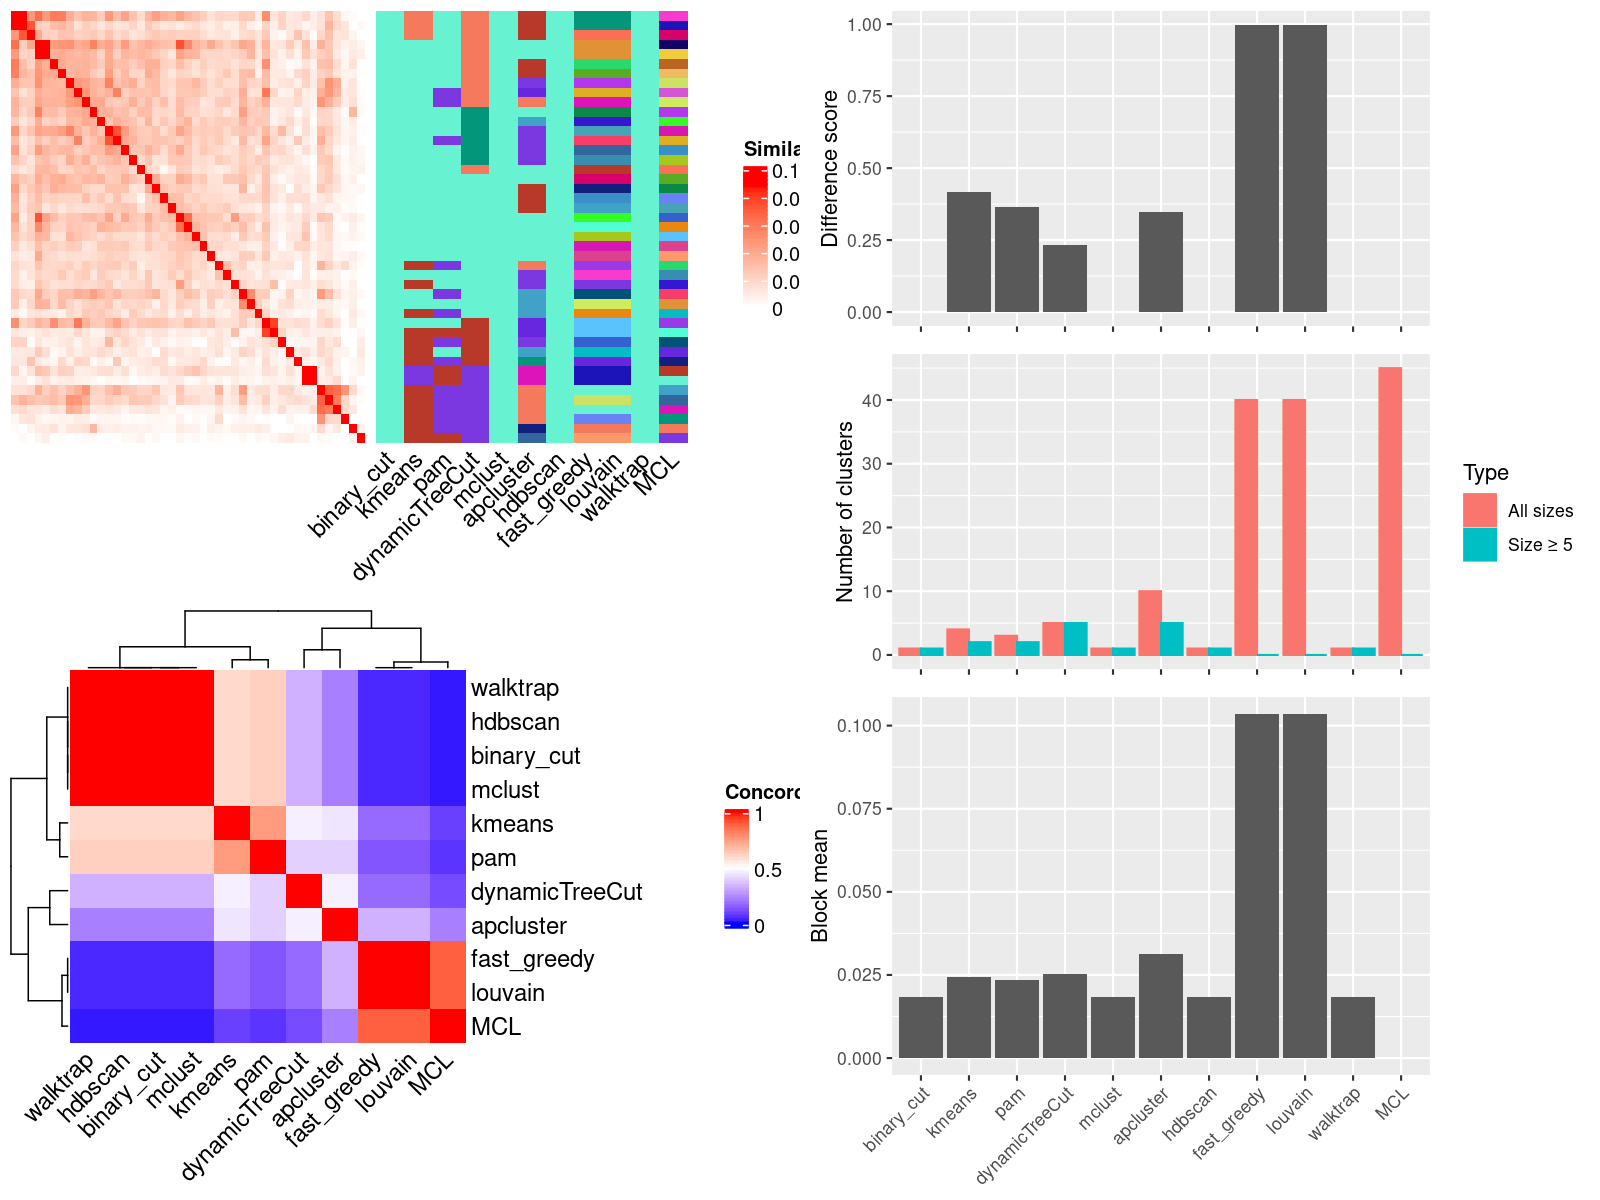 Simila
0.1
0.0
0.0
0.0
0.0
0
binary_cut
kmeans
pam
dynamicTreeCut
mclust
apcluster
hdbscan
fast_greedy
louvain
walktrap
MCL
walktrap
hdbscan
binary_cut
mclust
kmeans
pam
dynamicTreeCut
apcluster
fast_greedy
louvain
MCL
walktrap
hdbscan
binary_cut
mclust
kmeans
pam
dynamicTreeCut
apcluster
fast_greedy
louvain
MCL
Concord
1
0.5
0
Difference score
1.00
0.75
0.50
0.25
0.00
Number of clusters
40
30
20
10
0
Type
All sizes
Size ≥ 5
Block mean
0.100
0.075
0.050
0.025
0.000
binary_cut
kmeans
pam
dynamicTreeCut
mclust
apcluster
hdbscan
fast_greedy
louvain
walktrap
MCL